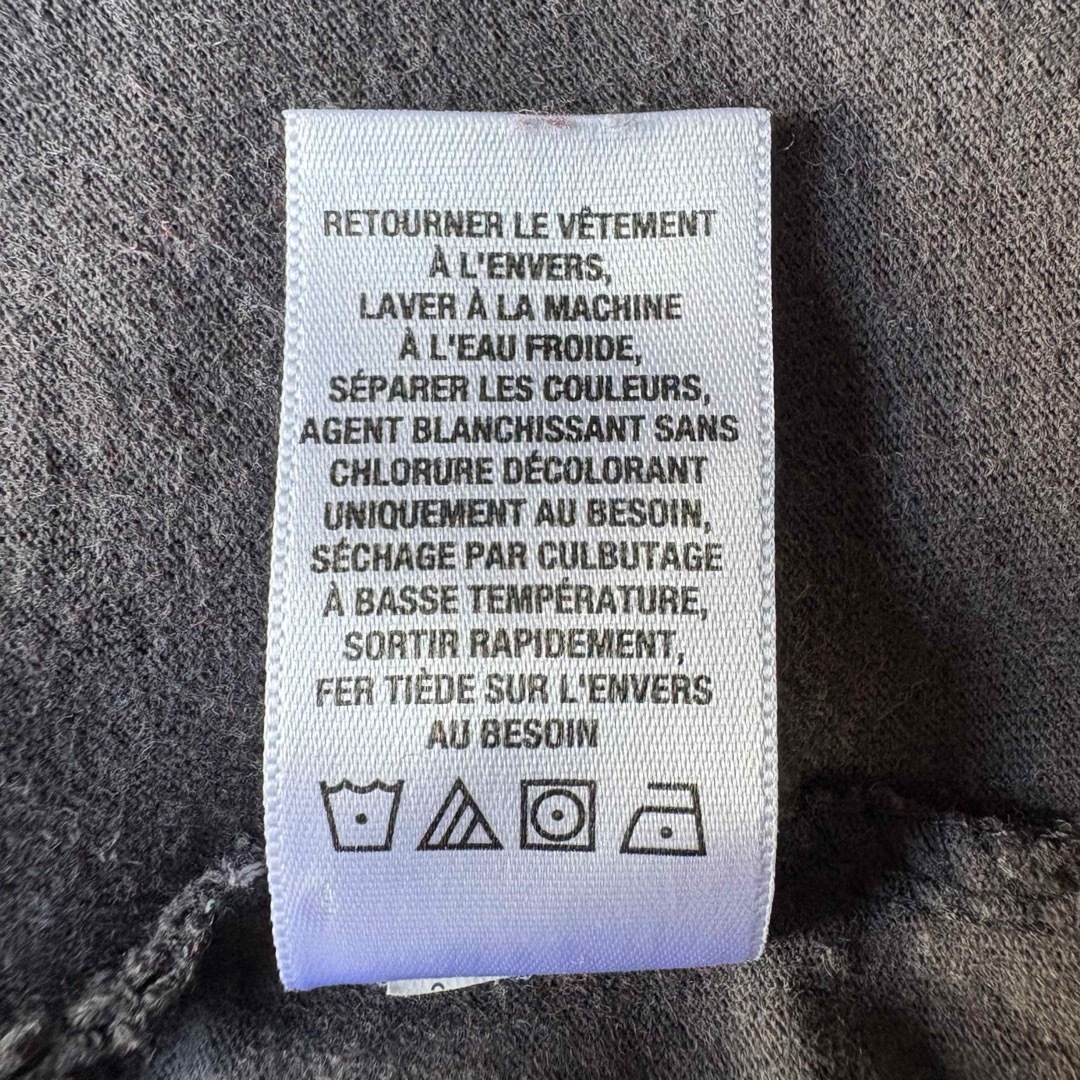 RETOURNER LE VÊTEMENT
À L'ENVERS,
LAVER À LA MACHINE
À L'EAU FROIDE,
SÉPARER LES COULEURS,
AGENT BLANCHISSANT SANS
CHLORURE DÉCOLORANT
UNIQUEMENT AU BESOIN,
SÉCHAGE PAR CULBUTAGE
À BASSE TEMPÉRATURE,
SORTIR RAPIDEMENT,
FER TIÈDE SUR L'ENVERS
AU BESOIN